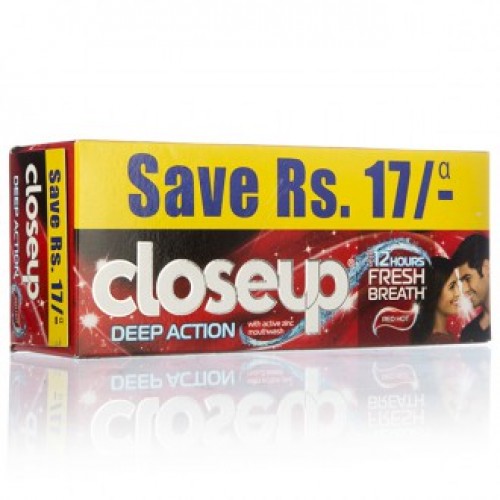 Save Rs. 17/-ᵅ
closeup®
DEEP ACTION
with active zinc
mouthwash
12 HOURS
FRESH
BREATH
RED HOT
Save Rs. 17/-ᵅ
closeup
DEEP ACTION